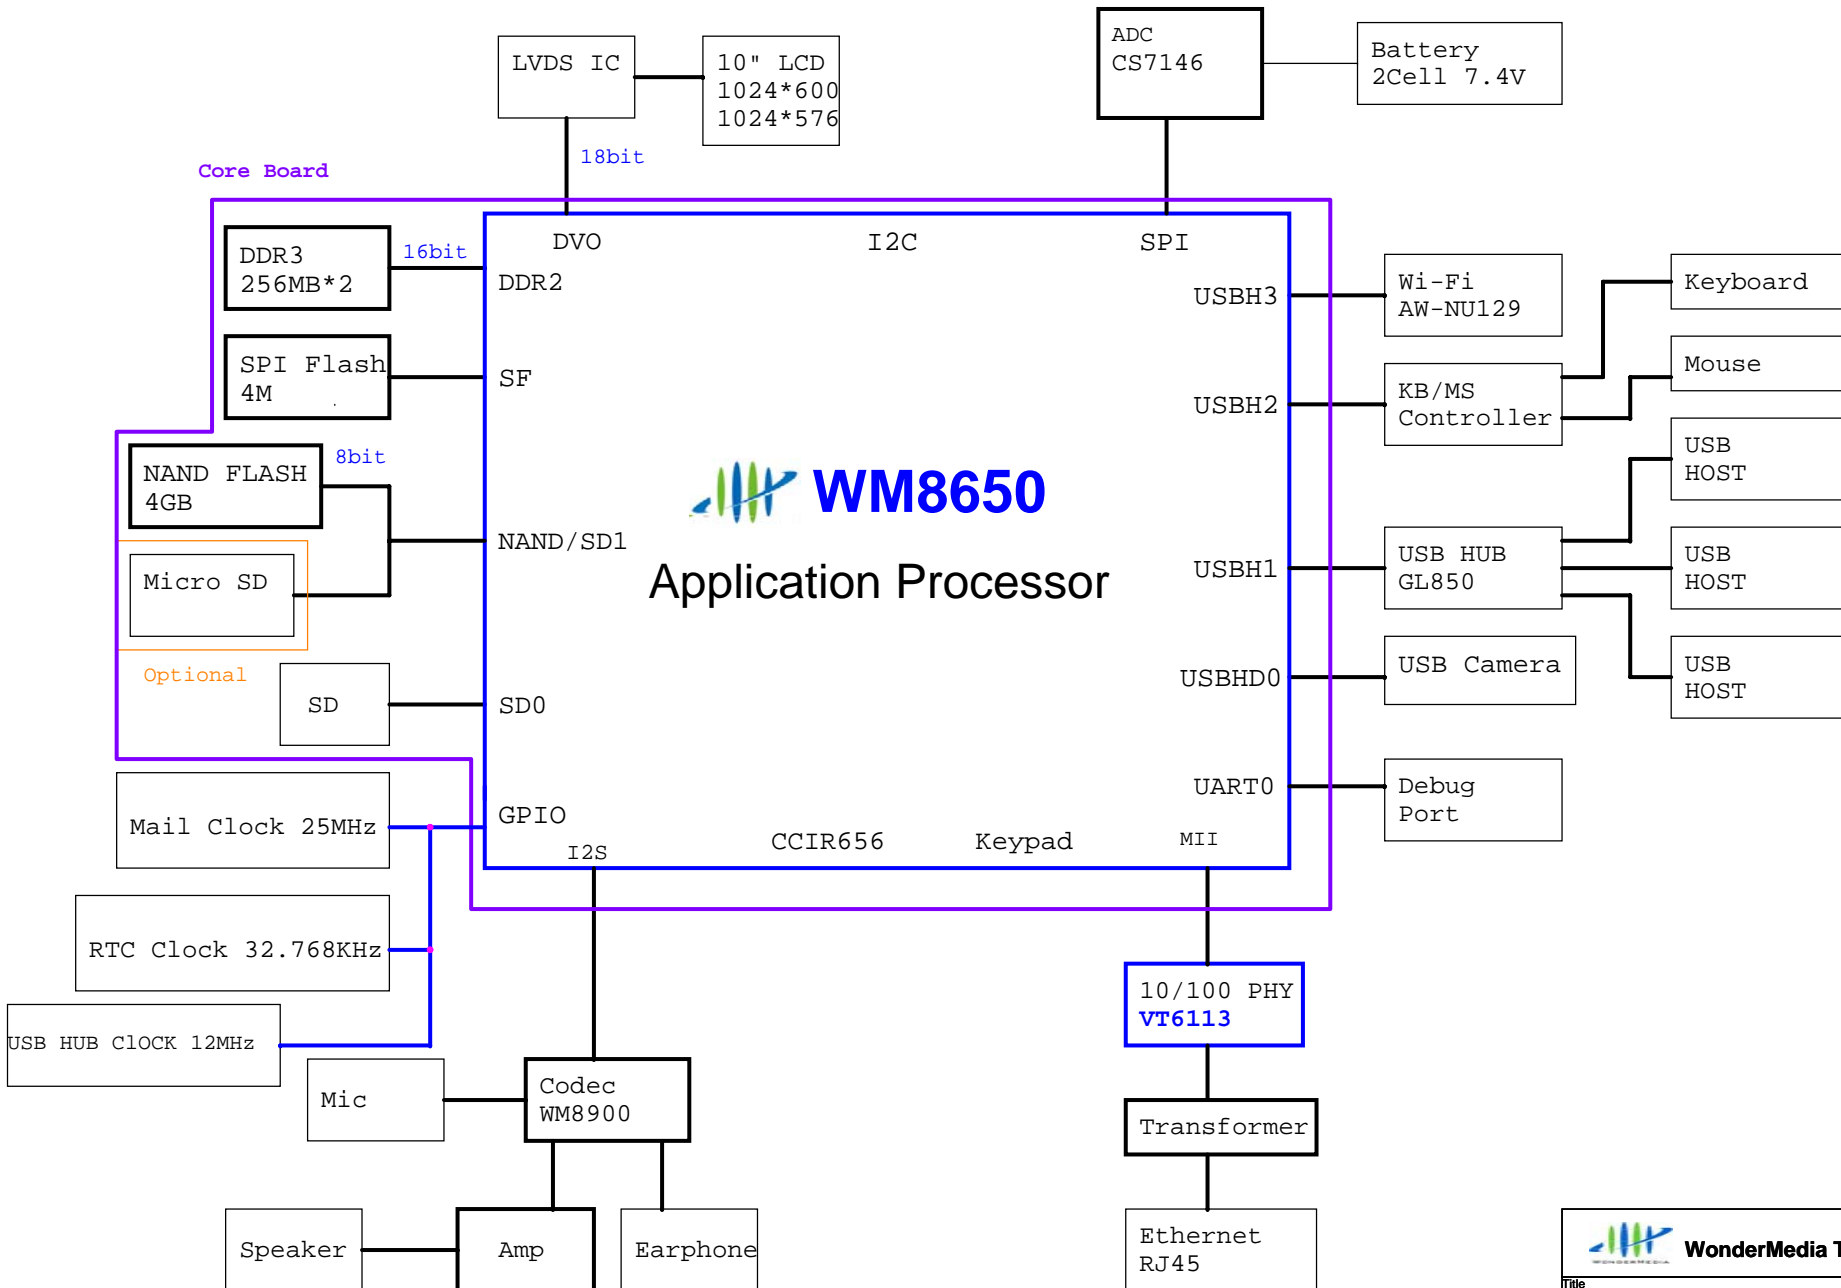 ADC
CS7146
Battery
2Cell 7.4V
LVDS IC
10" LCD
1024*600
1024*576
18bit
Core Board
DDR3
256MB*2
16bit
DVO
I2C
SPI
DDR2
USBH3
Wi-Fi
AW-NU129
Keyboard
SPI Flash
4M
SF
USBH2
KB/MS
Controller
Mouse
USB
HOST
NAND FLASH
4GB
8bit
WM8650
Application Processor
NAND/SD1
Micro SD
Optional
USBH1
USB HUB
GL850
USB
HOST
USBHD0
USB Camera
USB
HOST
SD
SD0
UART0
Debug
Port
Mail Clock 25MHz
GPIO
I2S
CCIR656
Keypad
MII
RTC Clock 32.768KHz
USB HUB ClOCK 12MHz
10/100 PHY
VT6113
Mic
Codec
WM8900
Transformer
Speaker
Amp
Earphone
Ethernet
RJ45
WONDERMEDIA
WonderMedia T
Title